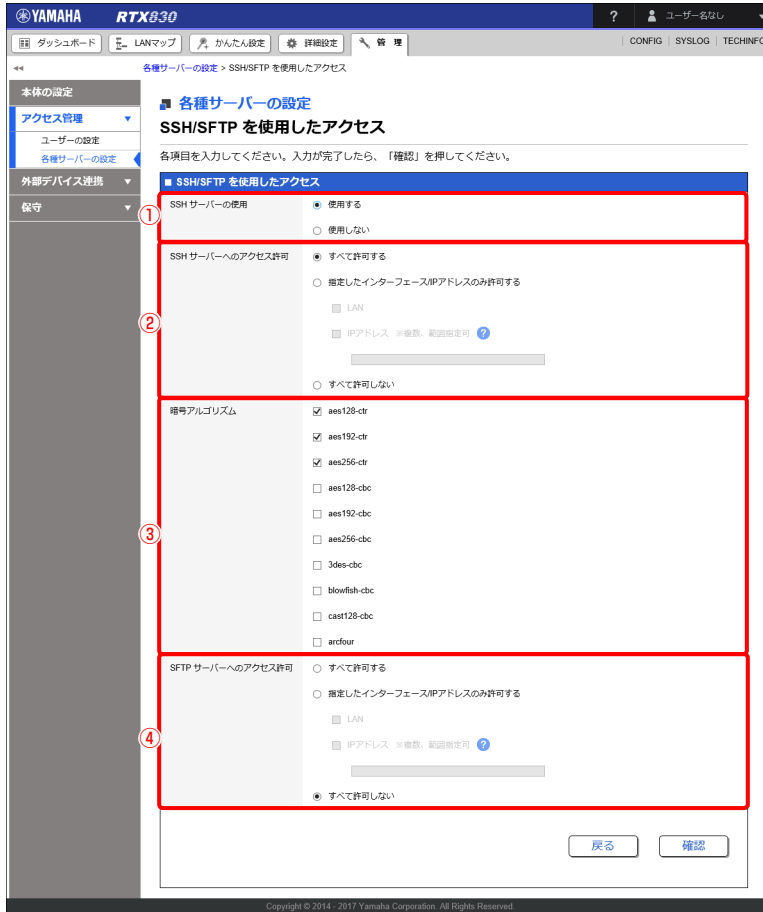 YAMAHA RTX830 ? ユーザー名なし
ダッシュボード LANマップ かんたん設定 詳細設定 管理 CONFIG SYSLOG TECHINFO
各種サーバーの設定 > SSH/SFTP を使用したアクセス
本体の設定
アクセス管理
ユーザーの設定
各種サーバーの設定
外部デバイス連携
保守
各種サーバーの設定
SSH/SFTP を使用したアクセス
各項目を入力してください。入力が完了したら、「確認」を押してください。
■ SSH/SFTP を使用したアクセス
① SSH サーバーの使用
使用する
使用しない
② SSH サーバーへのアクセス許可
すべて許可する
指定したインターフェース/IPアドレスのみ許可する
LAN
IPアドレス ※複数、範囲指定可 ?
すべて許可しない
③ 暗号アルゴリズム
aes128-ctr
aes192-ctr
aes256-ctr
aes128-cbc
aes192-cbc
aes256-cbc
3des-cbc
blowfish-cbc
cast128-cbc
arcfour
④ SFTP サーバーへのアクセス許可
すべて許可する
指定したインターフェース/IPアドレスのみ許可する
LAN
IPアドレス ※複数、範囲指定可 ?
すべて許可しない
戻る 確認
Copyright © 2014 - 2017 Yamaha Corporation. All Rights Reserved.